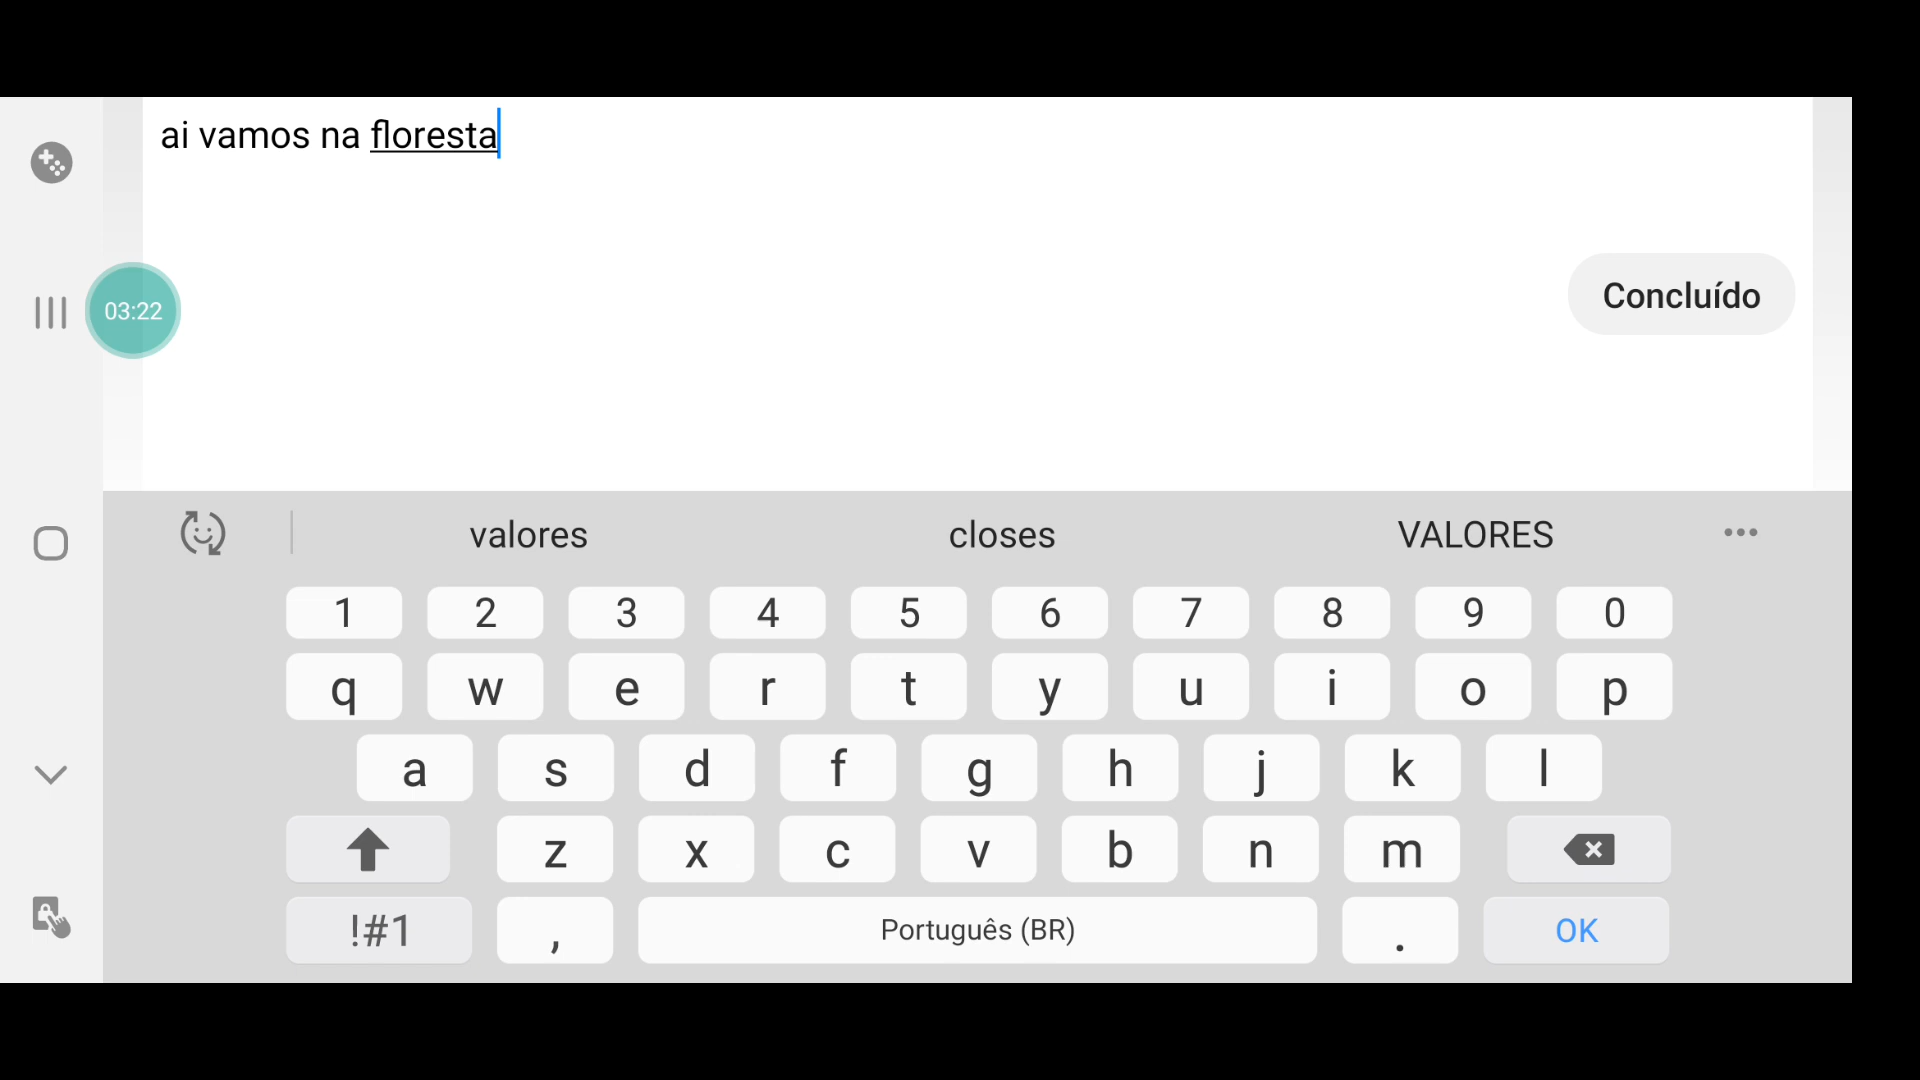 ai vamos na floresta
03:22
Concluído
valores closes VALORES
1 2 3 4 5 6 7 8 9 0
q w e r t y u i o p
a s d f g h j k l
z x c v b n m
!#1 , Português (BR) . OK